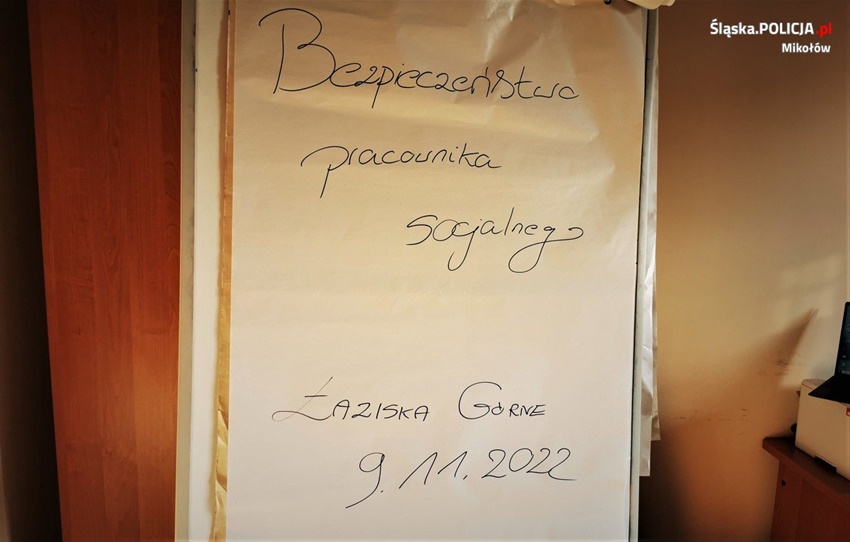 Śląska.POLICJA.pl
Mikołów
Bezpieczeństwo
pracownika
socjalnego
Łaziska Górne
9.11.2022